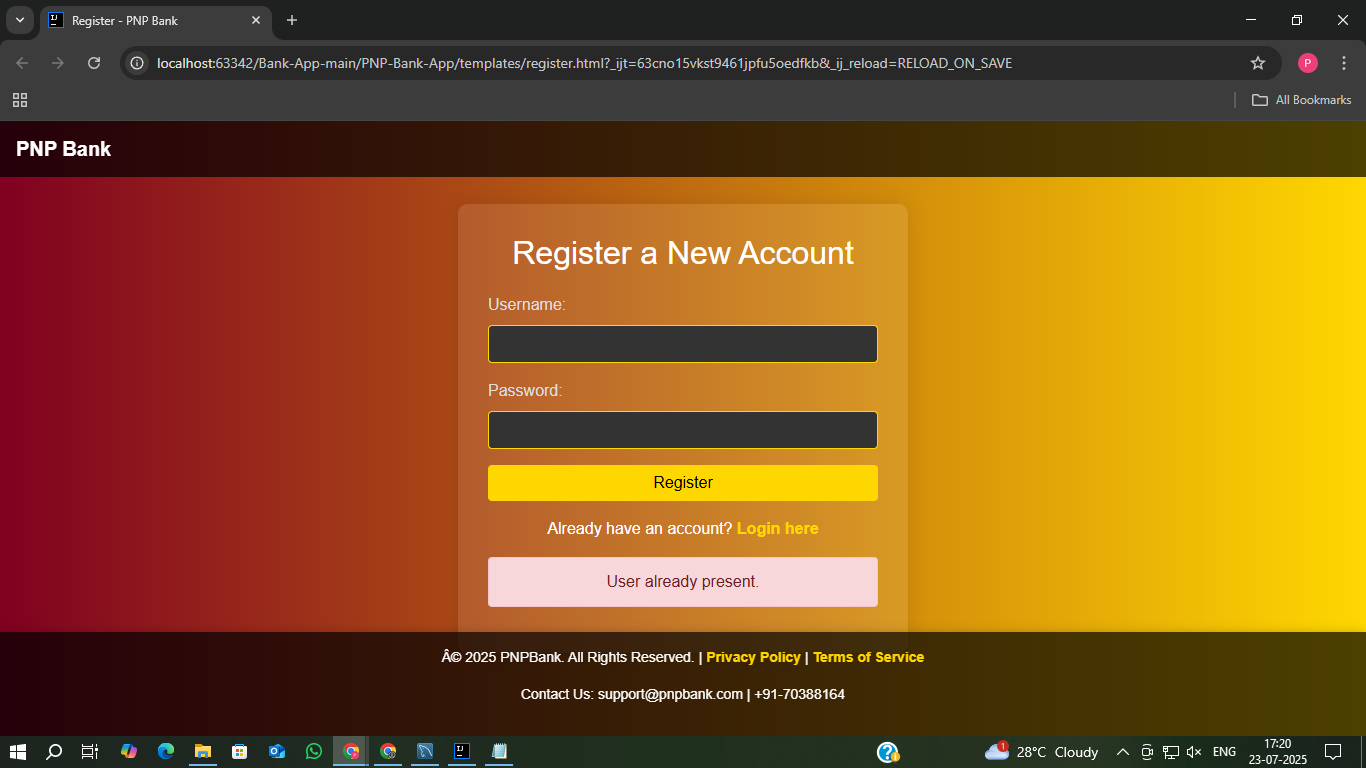 Register - PNP Bank
localhost:63342/Bank-App-main/PNP-Bank-App/templates/register.html?_ijt=63cno15vkst9461jpfu5oedfkb&_ij_reload=RELOAD_ON_SAVE
P
All Bookmarks
PNP Bank
Register a New Account
Username:
Password:
Register
Already have an account? Login here
User already present.
Â© 2025 PNPBank. All Rights Reserved. | Privacy Policy | Terms of Service
Contact Us: support@pnpbank.com | +91-70388164
1
28°C Cloudy
ENG
17:20
23-07-2025